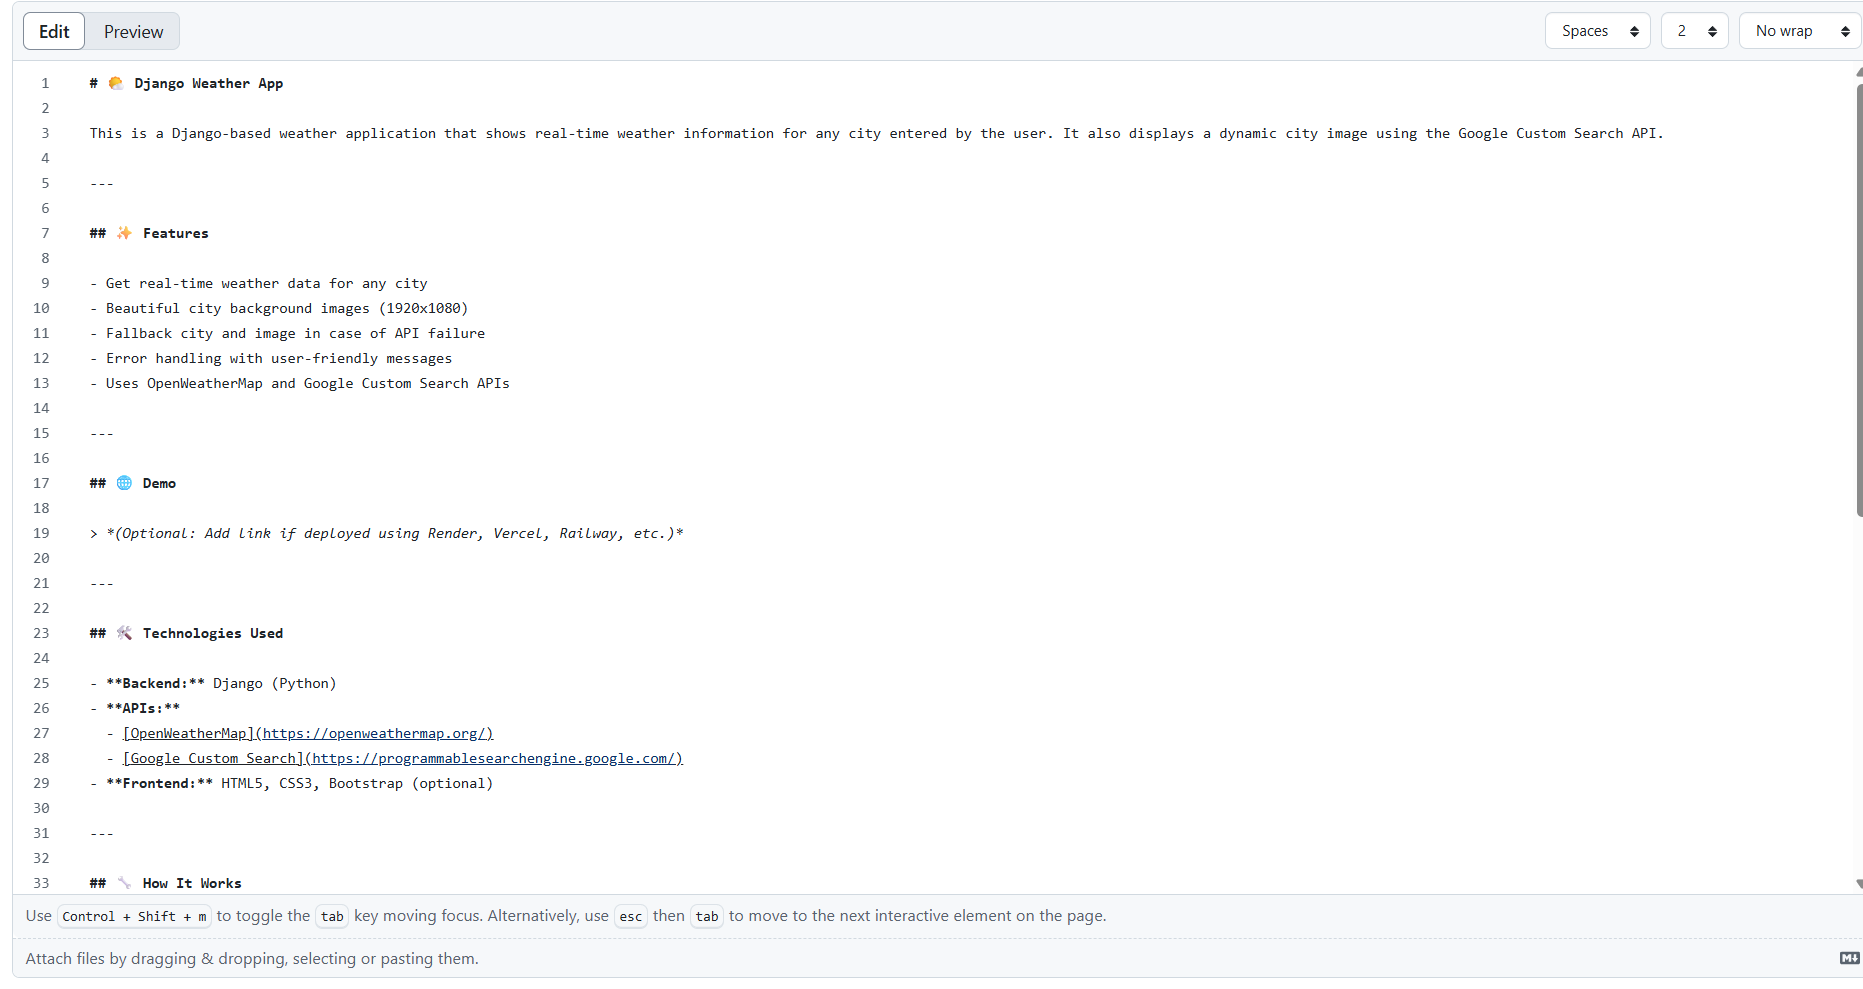 Edit Preview Spaces 2 No wrap
1 # 🌤️ Django Weather App
2
3 This is a Django-based weather application that shows real-time weather information for any city entered by the user. It also displays a dynamic city image using the Google Custom Search API.
4
5 ---
6
7 ## ✨ Features
8
9 - Get real-time weather data for any city
10 - Beautiful city background images (1920x1080)
11 - Fallback city and image in case of API failure
12 - Error handling with user-friendly messages
13 - Uses OpenWeatherMap and Google Custom Search APIs
14
15 ---
16
17 ## 🌐 Demo
18
19 > *(Optional: Add link if deployed using Render, Vercel, Railway, etc.)*
20
21 ---
22
23 ## 🛠️ Technologies Used
24
25 - **Backend:** Django (Python)
26 - **APIs:**
27 - [OpenWeatherMap](https://openweathermap.org/)
28 - [Google Custom Search](https://programmablesearchengine.google.com/)
29 - **Frontend:** HTML5, CSS3, Bootstrap (optional)
30
31 ---
32
33 ## 🔧 How It Works
Use Control + Shift + m to toggle the tab key moving focus. Alternatively, use esc then tab to move to the next interactive element on the page.
Attach files by dragging & dropping, selecting or pasting them.